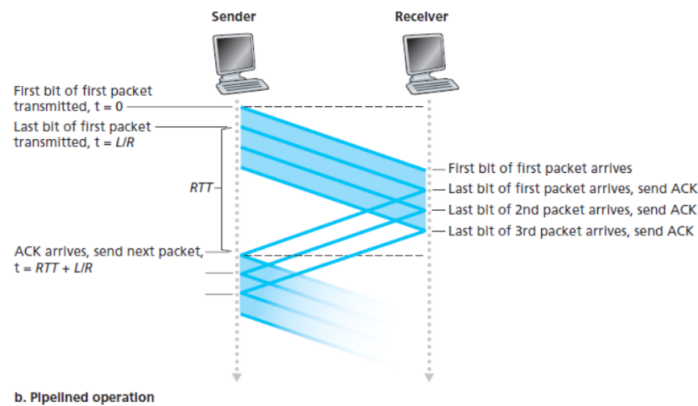 Sender
Receiver
First bit of first packet
transmitted, t = 0
Last bit of first packet
transmitted, t = L/R
RTT
First bit of first packet arrives
Last bit of first packet arrives, send ACK
Last bit of 2nd packet arrives, send ACK
Last bit of 3rd packet arrives, send ACK
ACK arrives, send next packet,
t = RTT + L/R
b. Pipelined operation